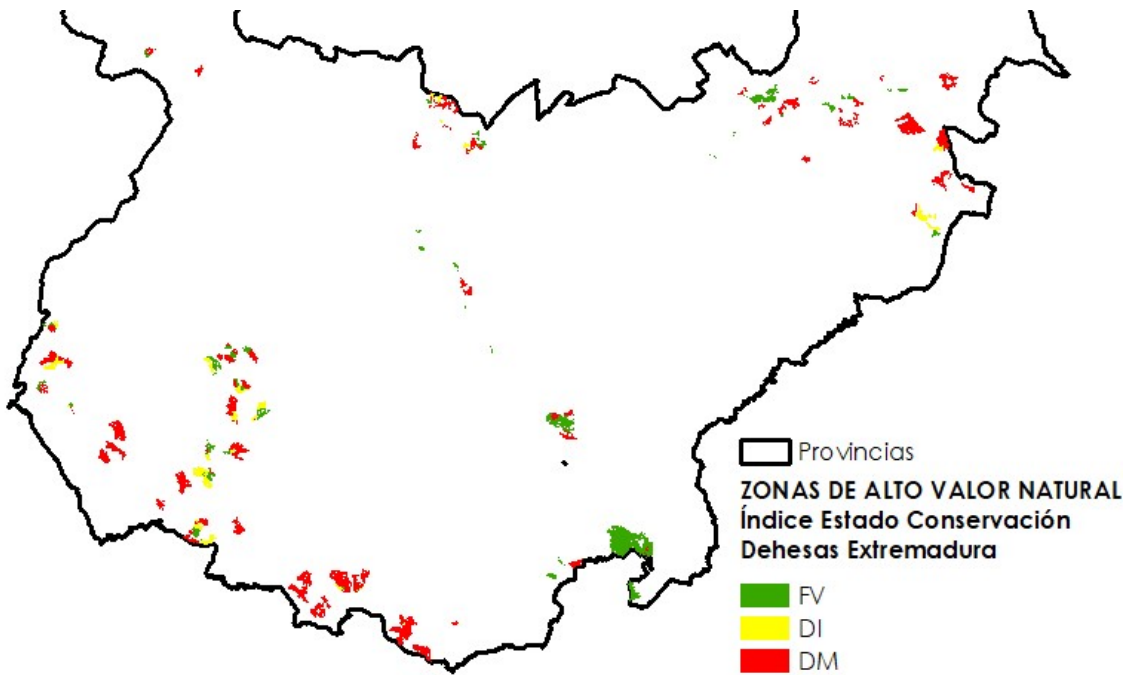 Provincias
ZONAS DE ALTO VALOR NATURAL
Índice Estado Conservación
Dehesas Extremadura
FV
DI
DM